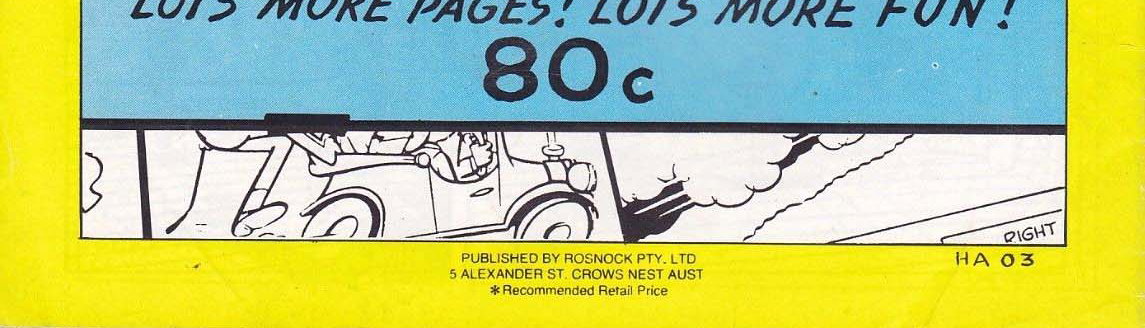 LOTS MORE PAGES! LOTS MORE FUN!
80c
RIGHT
HA 03
PUBLISHED BY ROSNOCK PTY. LTD
5 ALEXANDER ST. CROWS NEST AUST
*Recommended Retail Price